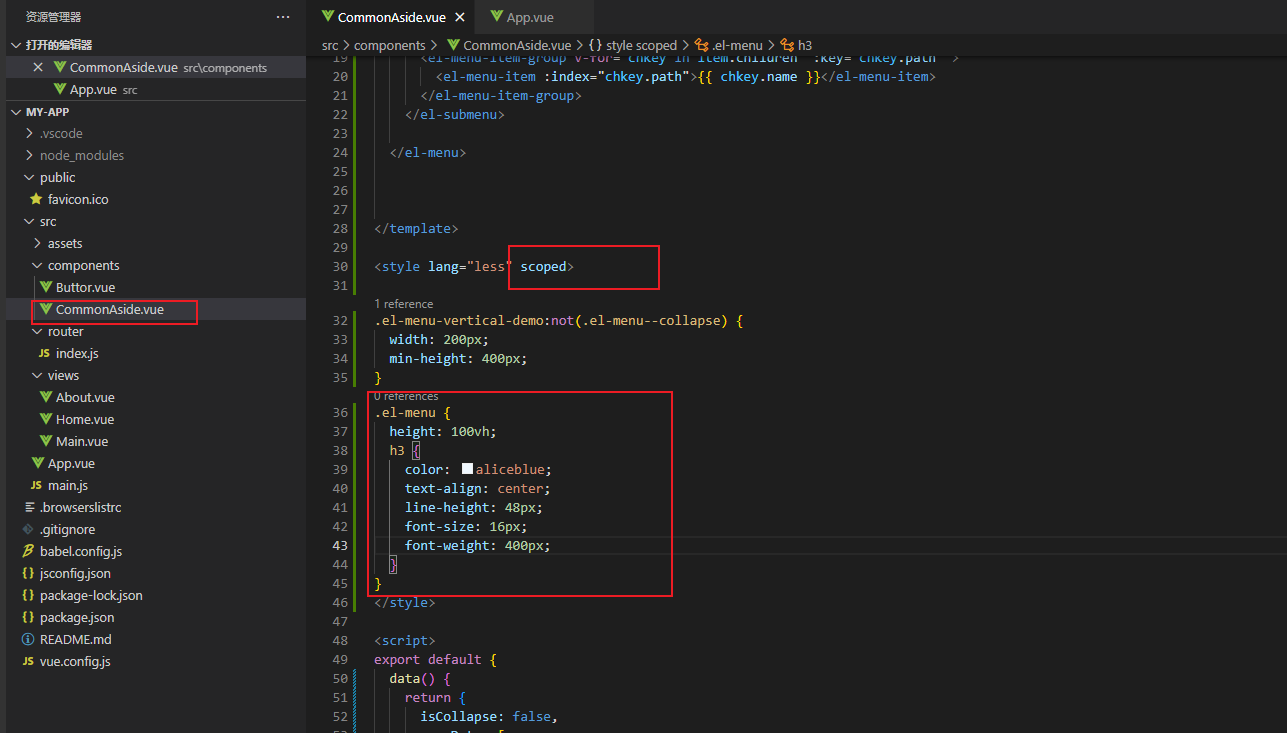 资源管理器
打开的编辑器
CommonAside.vue src\components
App.vue src
MY-APP
.vscode
node_modules
public
favicon.ico
src
assets
components
Buttor.vue
CommonAside.vue
router
JS index.js
views
About.vue
Home.vue
Main.vue
App.vue
JS main.js
.browserslistrc
.gitignore
babel.config.js
{} jsconfig.json
{} package-lock.json
{} package.json
README.md
JS vue.config.js
CommonAside.vue
App.vue
src > components > CommonAside.vue > {} style scoped > .el-menu > h3
19 <el-menu-item-group v-for="chkey in item.children" :key="chkey.path">
20 <el-menu-item :index="chkey.path">{{ chkey.name }}</el-menu-item>
21 </el-menu-item-group>
22 </el-submenu>
23
24 </el-menu>
25
26
27
28 </template>
29
30 <style lang="less" scoped>
31
1 reference
32 .el-menu-vertical-demo:not(.el-menu--collapse) {
33 width: 200px;
34 min-height: 400px;
35 }
0 references
36 .el-menu {
37 height: 100vh;
38 h3 {
39 color: aliceblue;
40 text-align: center;
41 line-height: 48px;
42 font-size: 16px;
43 font-weight: 400px;
44 }
45 }
46 </style>
47
48 <script>
49 export default {
50 data() {
51 return {
52 isCollapse: false,